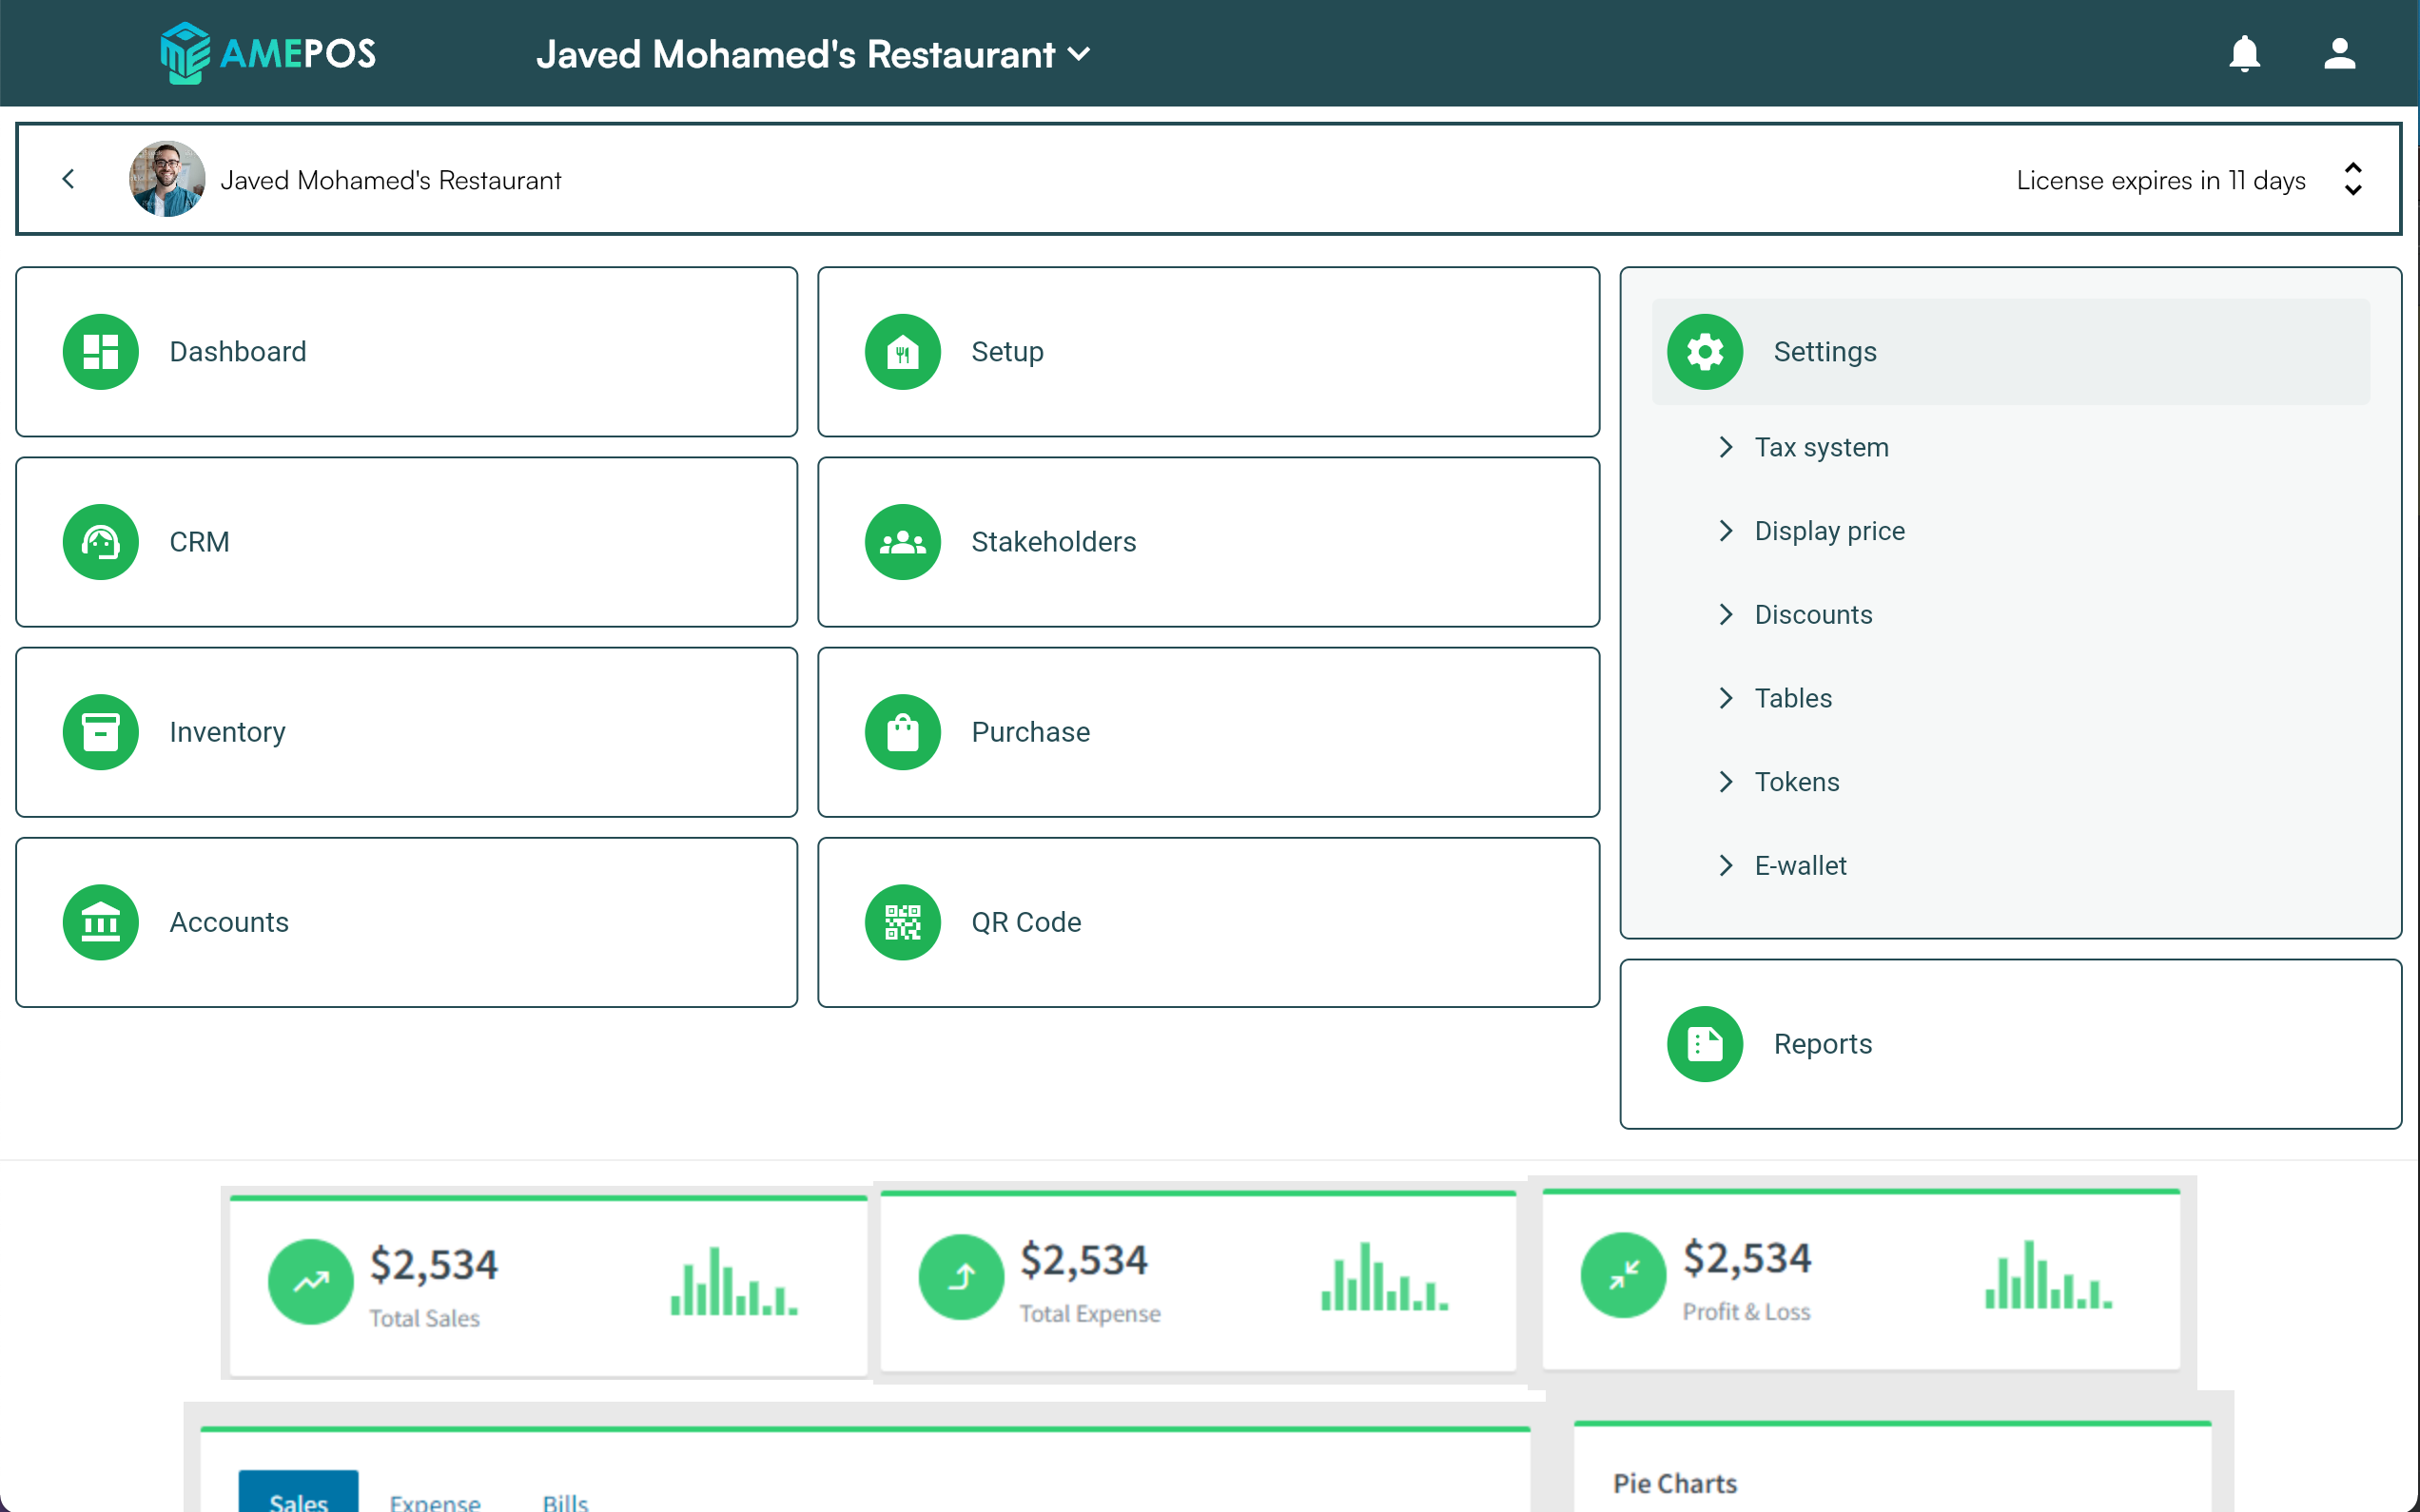 AMEPOS
Javed Mohamed's Restaurant
Javed Mohamed's Restaurant
License expires in 11 days
Dashboard
Setup
Settings
Tax system
Display price
Discounts
Tables
Tokens
E-wallet
CRM
Stakeholders
Inventory
Purchase
Accounts
QR Code
Reports
$2,534
Total Sales
$2,534
Total Expense
$2,534
Profit & Loss
Sales
Expense
Bills
Pie Charts